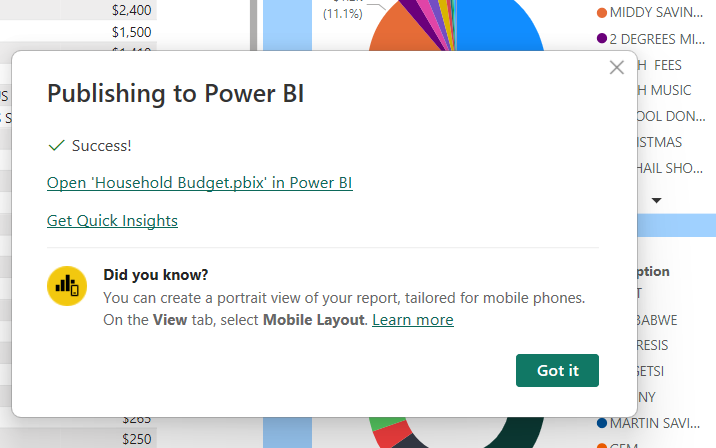 $2,400
$1,500
(11.1%)
MIDDY SAVIN...
2 DEGREES MI...
H FEES
H MUSIC
OOL DON...
ISTMAS
HAIL SHO...
Publishing to Power BI
Success!
Open 'Household Budget.pbix' in Power BI
Get Quick Insights
Did you know?
You can create a portrait view of your report, tailored for mobile phones.
On the View tab, select Mobile Layout. Learn more
Got it
US
S S
ption
T
BABWE
RESIS
GETSI
NY
MARTIN SAVI...
GEM
$265
$250